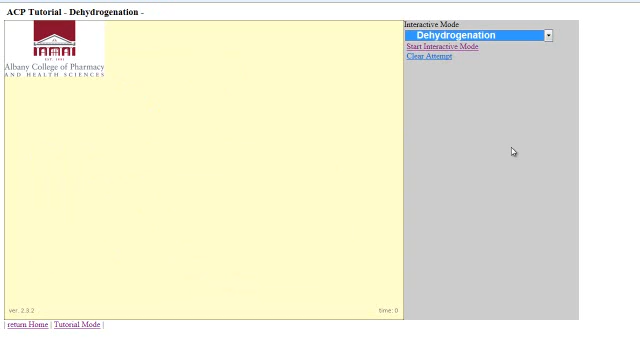 ACP Tutorial - Dehydrogenation -
Interactive Mode
Dehydrogenation
Start Interactive Mode
Clear Attempt
EST. 1881
Albany College of Pharmacy
AND HEALTH SCIENCES
ver. 2.3.2
time: 0
| return Home | Tutorial Mode |